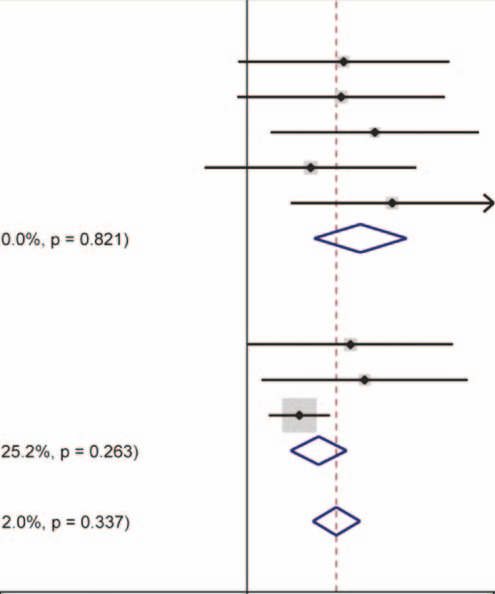 0.0%, p = 0.821)
25.2%, p = 0.263)
2.0%, p = 0.337)